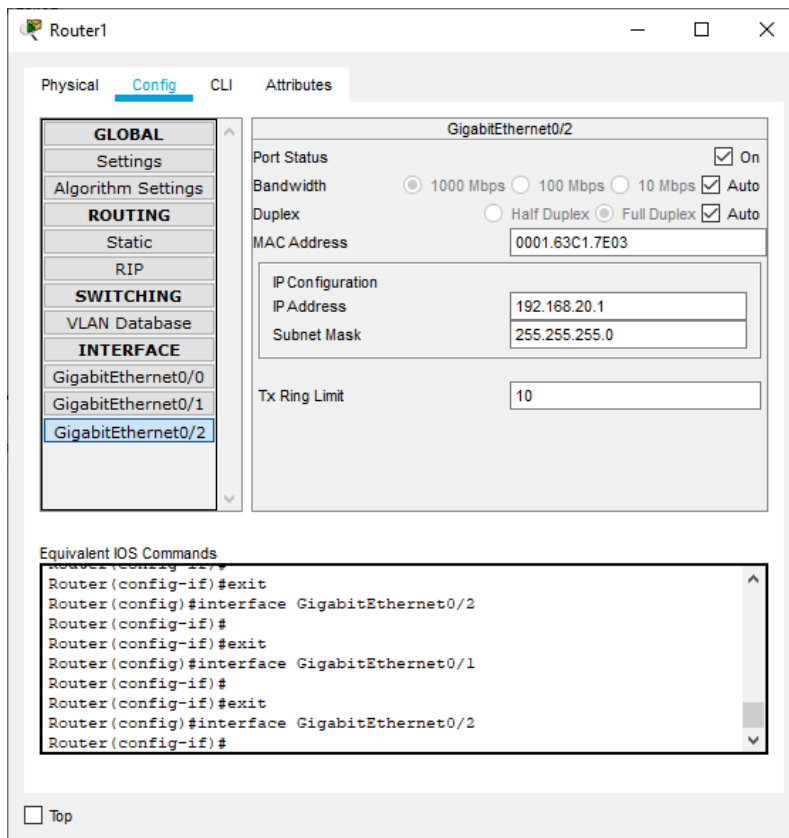 Router1
Physical Config CLI Attributes
GLOBAL
Settings
Algorithm Settings
ROUTING
Static
RIP
SWITCHING
VLAN Database
INTERFACE
GigabitEthernet0/0
GigabitEthernet0/1
GigabitEthernet0/2
GigabitEthernet0/2
Port Status On
Bandwidth 1000 Mbps 100 Mbps 10 Mbps Auto
Duplex Half Duplex Full Duplex Auto
MAC Address 0001.63C1.7E03
IP Configuration
IP Address 192.168.20.1
Subnet Mask 255.255.255.0
Tx Ring Limit 10
Equivalent IOS Commands
Router(config-if)#
Router(config-if)#exit
Router(config)#interface GigabitEthernet0/2
Router(config-if)#
Router(config-if)#exit
Router(config)#interface GigabitEthernet0/1
Router(config-if)#
Router(config-if)#exit
Router(config)#interface GigabitEthernet0/2
Router(config-if)#
Top